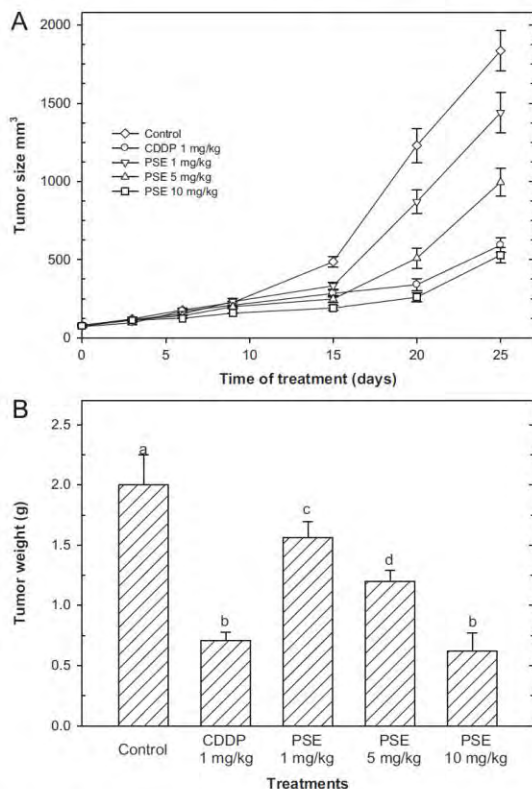 A
2000
1500
1000
500
0
Tumor size mm³
Control
CDDP 1 mg/kg
PSE 1 mg/kg
PSE 5 mg/kg
PSE 10 mg/kg
0 5 10 15 20 25
Time of treatment (days)
B
2.5
2.0
1.5
1.0
0.5
0.0
Tumor weight (g)
a
b
c
d
b
Control
CDDP
1 mg/kg
PSE
1 mg/kg
PSE
5 mg/kg
PSE
10 mg/kg
Treatments